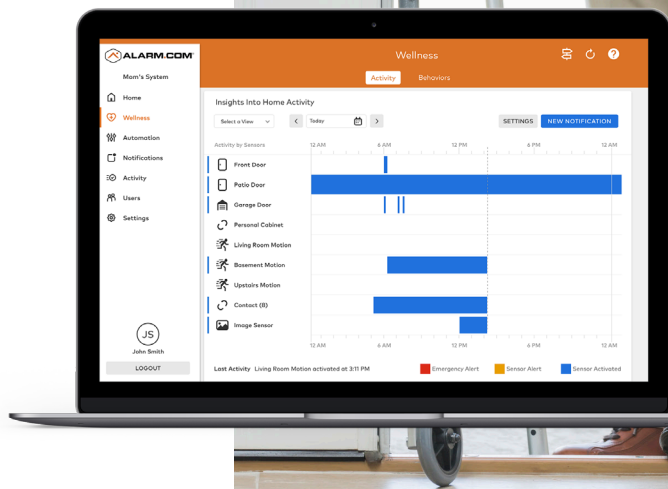 ALARM.COM
Wellness
Mom's System
Activity
Behaviors
Home
Wellness
Automation
Notifications
Activity
Users
Settings
JS
John Smith
LOGOUT
Insights Into Home Activity
Select a View
Today
SETTINGS
NEW NOTIFICATION
Activity by Sensors
12 AM 6 AM 12 PM 6 PM 12 AM
Front Door
Patio Door
Garage Door
Personal Cabinet
Living Room Motion
Basement Motion
Upstairs Motion
Contact (8)
Image Sensor
12 AM 6 AM 12 PM 6 PM 12 AM
Last Activity Living Room Motion activated at 3:11 PM
Emergency Alert
Sensor Alert
Sensor Activated